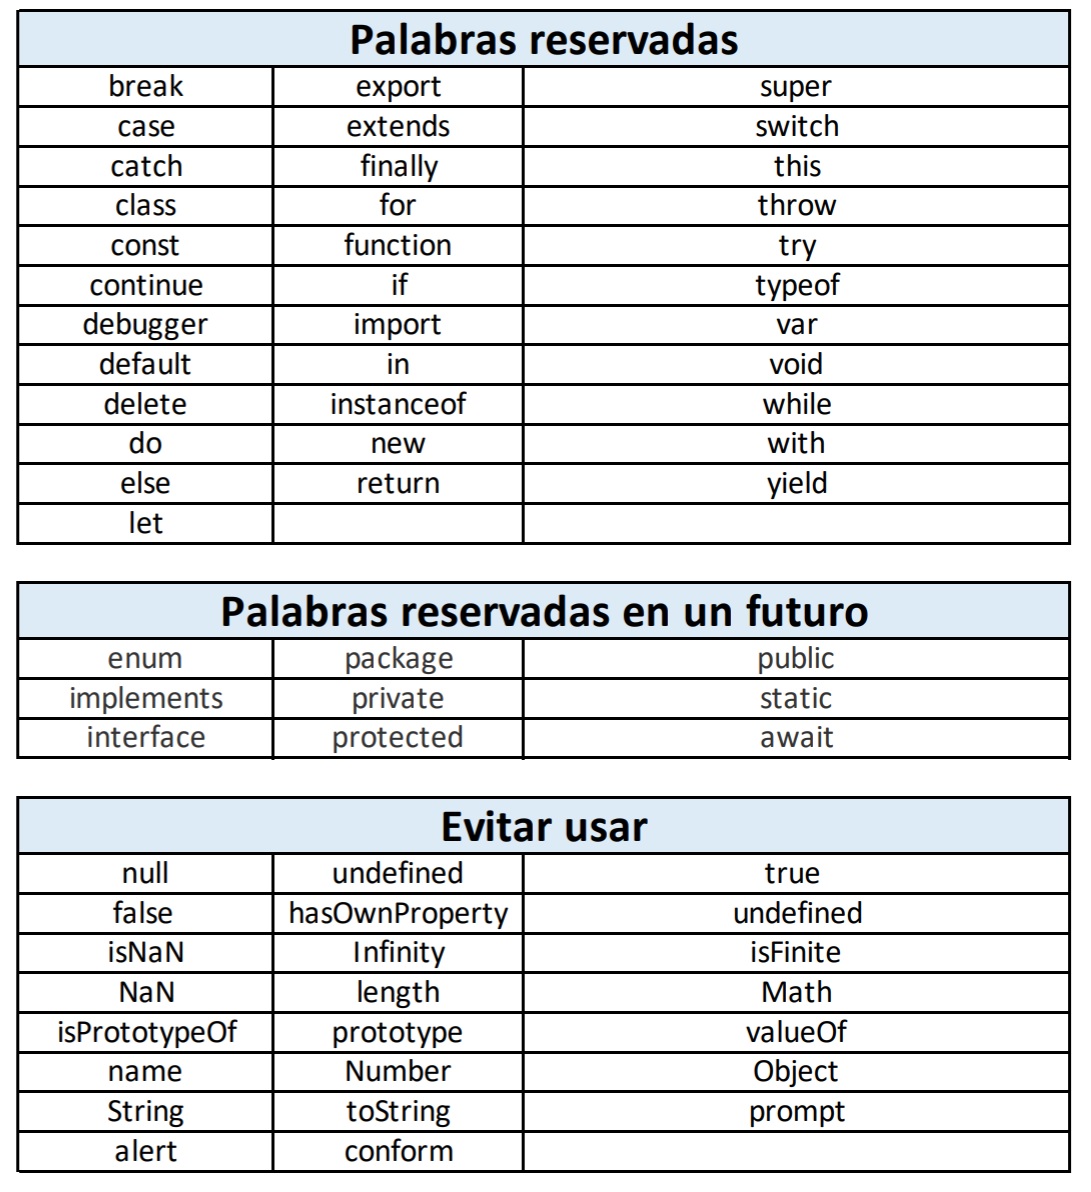 Palabras reservadas
break export super
case extends switch
catch finally this
class for throw
const function try
continue if typeof
debugger import var
default in void
delete instanceof while
do new with
else return yield
let
Palabras reservadas en un futuro
enum package public
implements private static
interface protected await
Evitar usar
null undefined true
false hasOwnProperty undefined
isNaN Infinity isFinite
NaN length Math
isPrototypeOf prototype valueOf
name Number Object
String toString prompt
alert conform